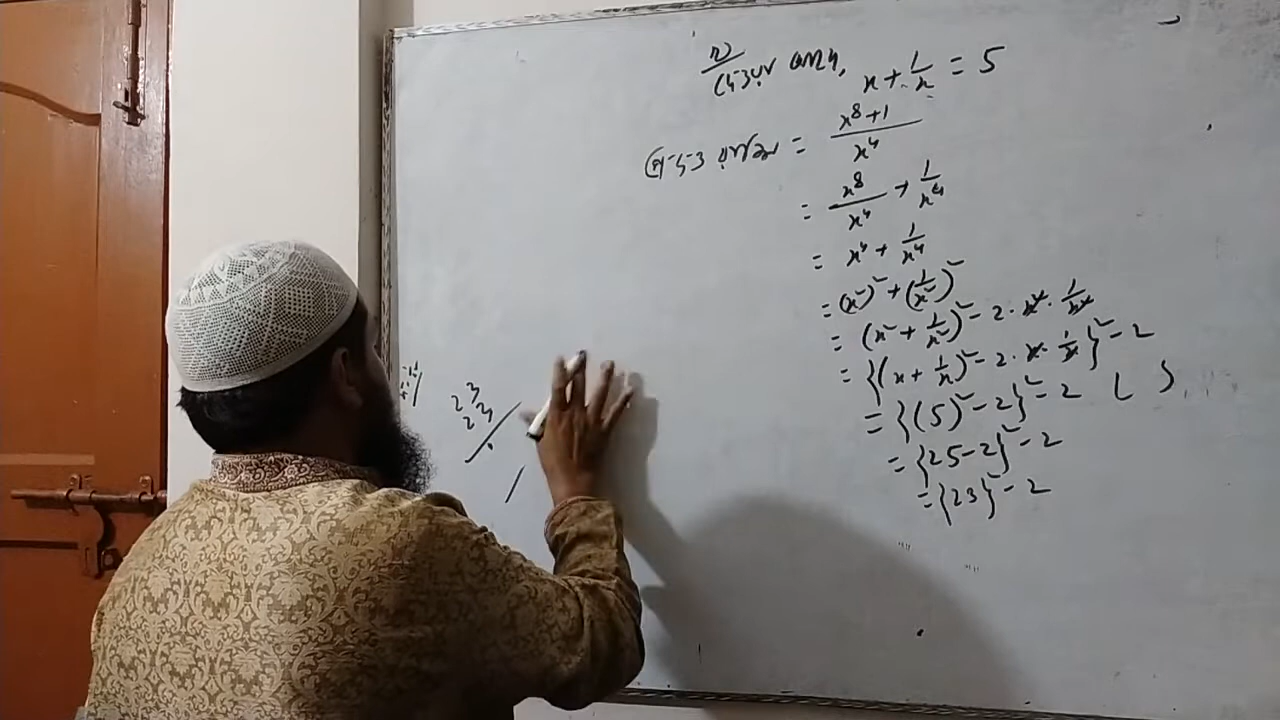 দেওয়া আছে, x + 1/x = 5
প্রদত্ত রাশি = (x⁸ + 1)/x⁴
= x⁸/x⁴ + 1/x⁴
= x⁴ + 1/x⁴
= (x²)² + (1/x²)²
= (x² + 1/x²)² - 2 · x² · 1/x²
= {(x + 1/x)² - 2 · x · 1/x}² - 2
= {(5)² - 2}² - 2 [ ]
= {25 - 2}² - 2
= {23}² - 2
23
23